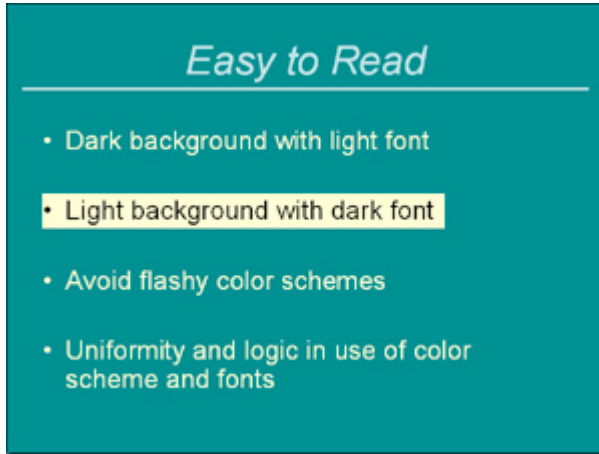 Easy to Read
• Dark background with light font
• Light background with dark font
• Avoid flashy color schemes
• Uniformity and logic in use of color
scheme and fonts